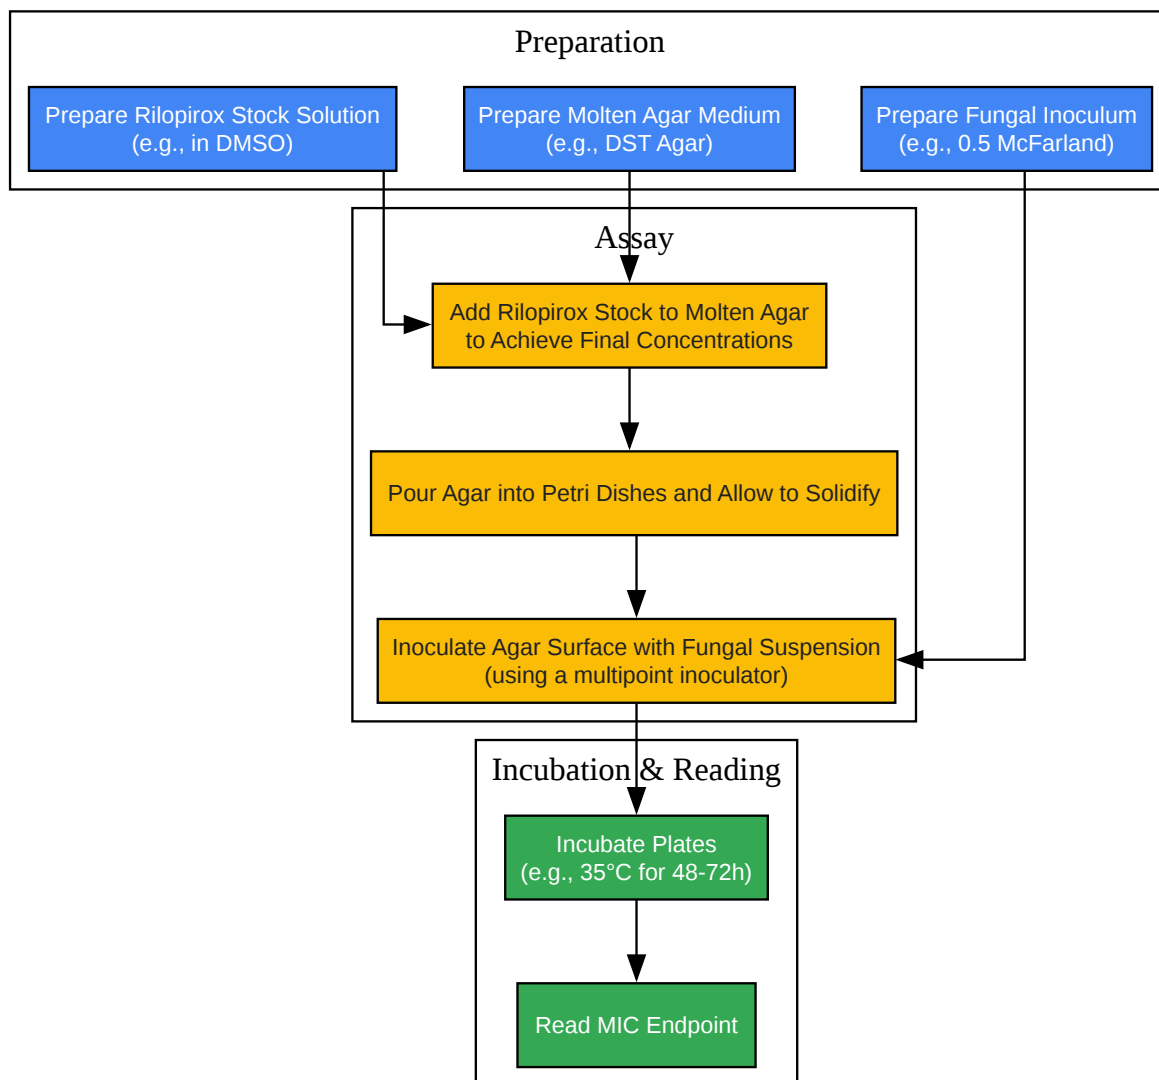 Preparation
Prepare Rilopirox Stock Solution
(e.g., in DMSO)
Prepare Molten Agar Medium
(e.g., DST Agar)
Prepare Fungal Inoculum
(e.g., 0.5 McFarland)
Assay
Add Rilopirox Stock to Molten Agar
to Achieve Final Concentrations
Pour Agar into Petri Dishes and Allow to Solidify
Inoculate Agar Surface with Fungal Suspension
(using a multipoint inoculator)
Incubation & Reading
Incubate Plates
(e.g., 35°C for 48-72h)
Read MIC Endpoint